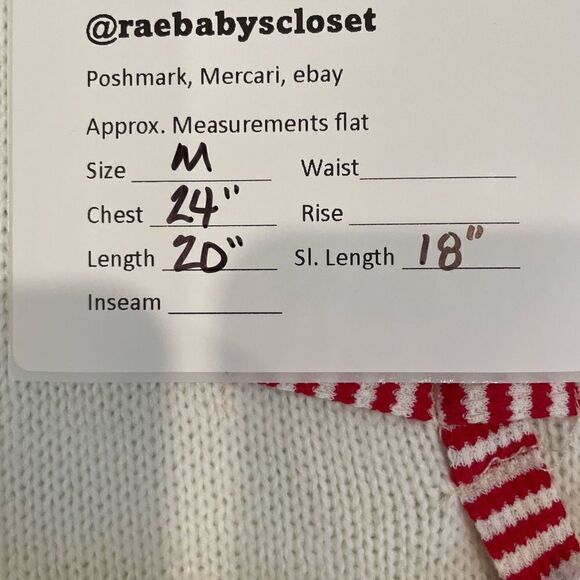 @raebabyscloset
Poshmark, Mercari, ebay
Approx. Measurements flat
Size M Waist
Chest 24" Rise
Length 20" Sl. Length 18"
Inseam